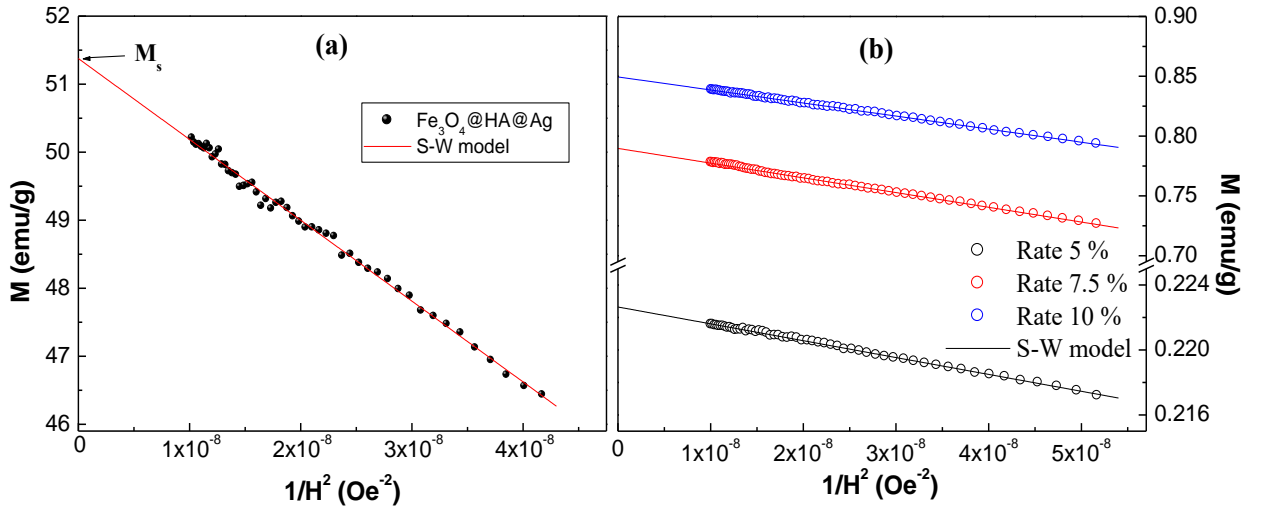 (a)
M_s
Fe₃O₄@HA@Ag
S-W model
52
51
50
49
48
47
46
M (emu/g)
0
1x10⁻⁸
2x10⁻⁸
3x10⁻⁸
4x10⁻⁸
1/H² (Oe⁻²)
(b)
0.90
0.85
0.80
0.75
0.70
0.224
0.220
0.216
M (emu/g)
Rate 5 %
Rate 7.5 %
Rate 10 %
S-W model
0
1x10⁻⁸
2x10⁻⁸
3x10⁻⁸
4x10⁻⁸
5x10⁻⁸
1/H² (Oe⁻²)